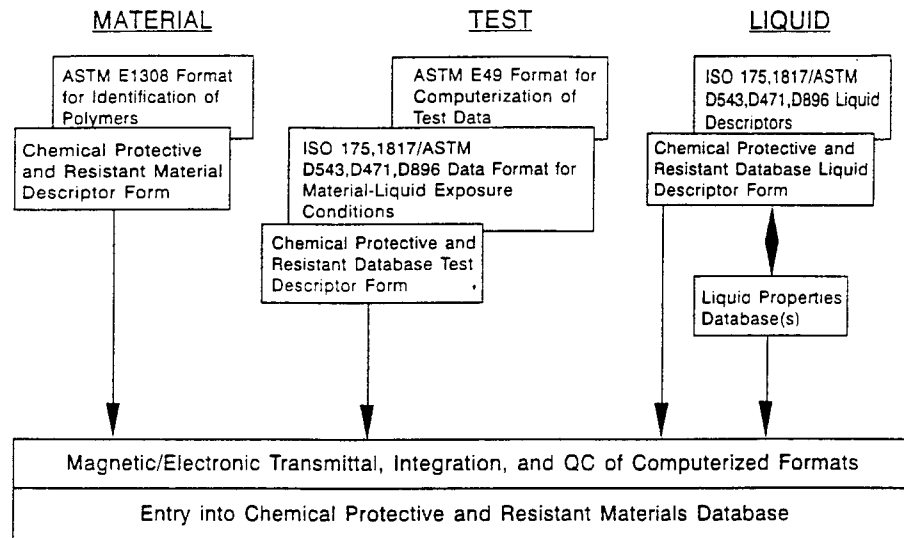 MATERIAL
TEST
LIQUID
ASTM E1308 Format
for Identification of
Polymers
Chemical Protective
and Resistant Material
Descriptor Form
ASTM E49 Format for
Computerization of
Test Data
ISO 175,1817/ASTM
D543,D471,D896 Data Format for
Material-Liquid Exposure
Conditions
Chemical Protective and
Resistant Database Test
Descriptor Form
ISO 175,1817/ASTM
D543,D471,D896 Liquid
Descriptors
Chemical Protective and
Resistant Database Liquid
Descriptor Form
Liquid Properties
Database(s)
Magnetic/Electronic Transmittal, Integration, and QC of Computerized Formats
Entry into Chemical Protective and Resistant Materials Database